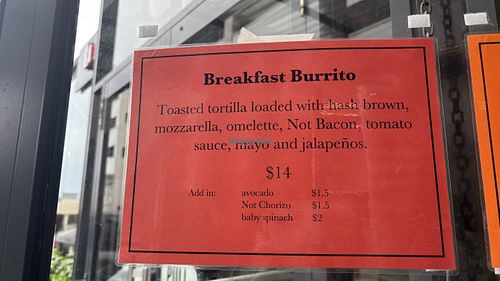 Breakfast Burrito
Toasted tortilla loaded with hash brown,
mozzarella, omelette, Not Bacon, tomato
sauce, mayo and jalapeños.
$14
Add in: avocado $1.5
Not Chorizo $1.5
baby spinach $2